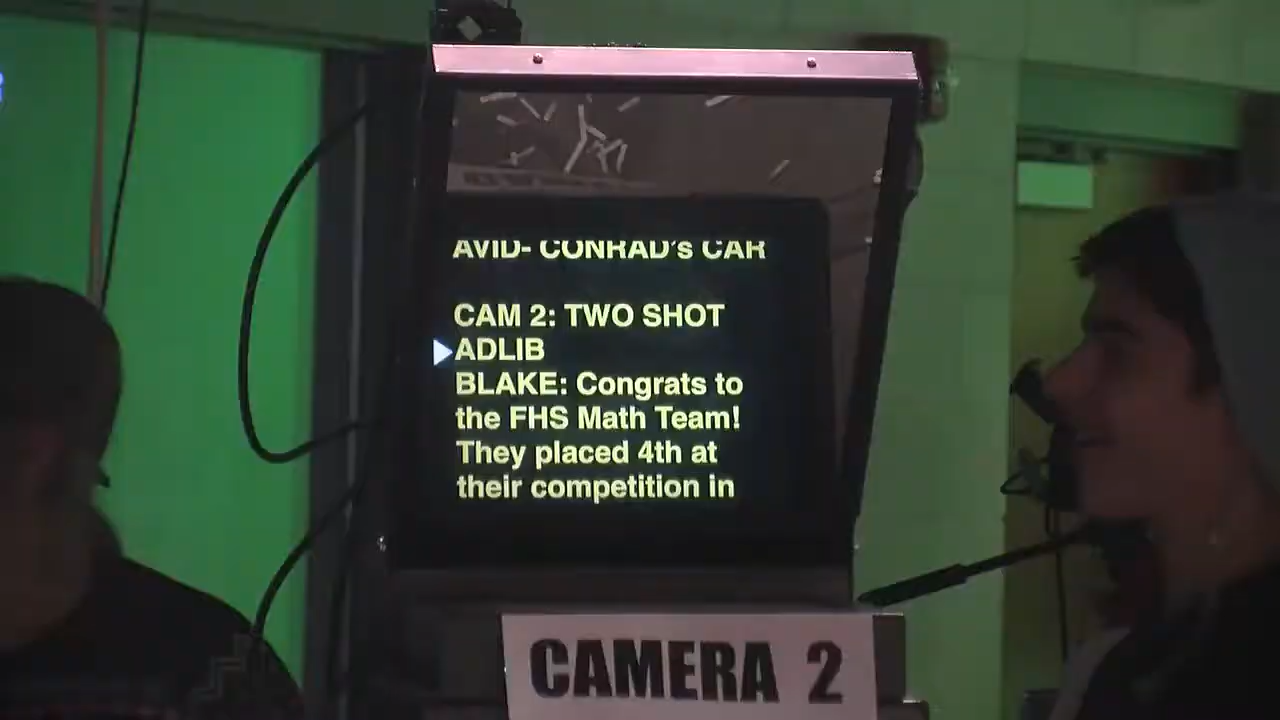 AVID- CONRAD's CAR
CAM 2: TWO SHOT
ADLIB
BLAKE: Congrats to
the FHS Math Team!
They placed 4th at
their competition in
CAMERA 2